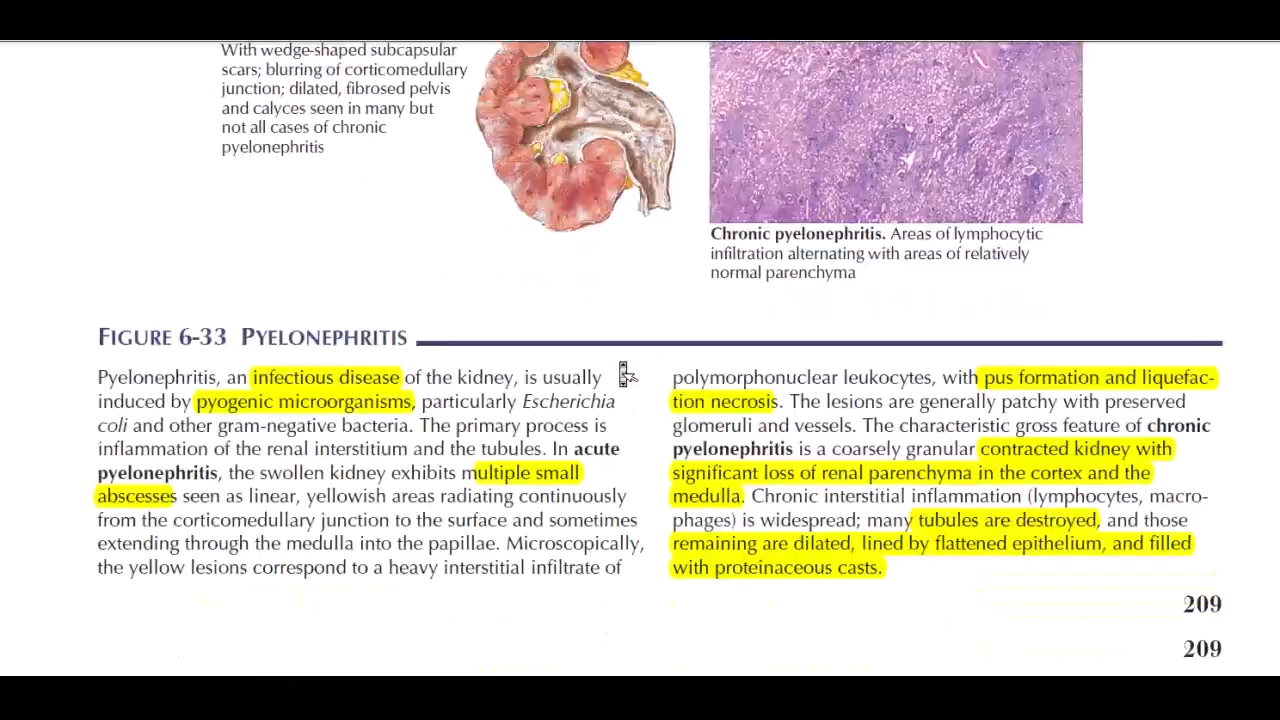 With wedge-shaped subcapsular
scars; blurring of corticomedullary
junction; dilated, fibrosed pelvis
and calyces seen in many but
not all cases of chronic
pyelonephritis
Chronic pyelonephritis. Areas of lymphocytic
infiltration alternating with areas of relatively
normal parenchyma
FIGURE 6-33 PYELONEPHRITIS
Pyelonephritis, an infectious disease of the kidney, is usually
induced by pyogenic microorganisms, particularly Escherichia
coli and other gram-negative bacteria. The primary process is
inflammation of the renal interstitium and the tubules. In acute
pyelonephritis, the swollen kidney exhibits multiple small
abscesses seen as linear, yellowish areas radiating continuously
from the corticomedullary junction to the surface and sometimes
extending through the medulla into the papillae. Microscopically,
the yellow lesions correspond to a heavy interstitial infiltrate of
polymorphonuclear leukocytes, with pus formation and liquefac-
tion necrosis. The lesions are generally patchy with preserved
glomeruli and vessels. The characteristic gross feature of chronic
pyelonephritis is a coarsely granular contracted kidney with
significant loss of renal parenchyma in the cortex and the
medulla. Chronic interstitial inflammation (lymphocytes, macro-
phages) is widespread; many tubules are destroyed, and those
remaining are dilated, lined by flattened epithelium, and filled
with proteinaceous casts.
209
209